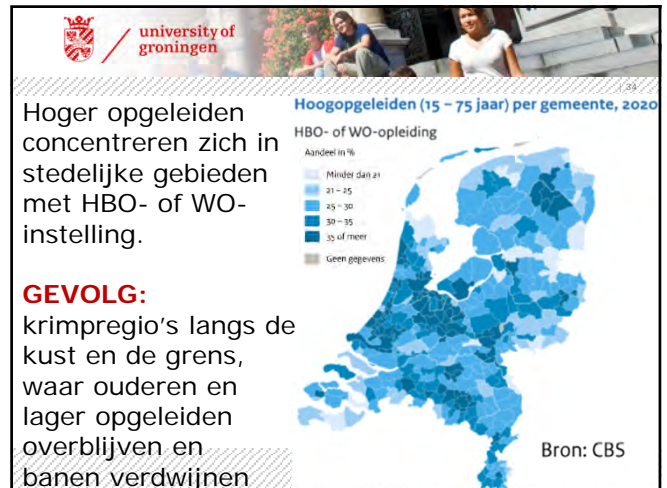 university of
groningen
| 34
Hoger opgeleiden
concentreren zich in
stedelijke gebieden
met HBO- of WO-
instelling.
GEVOLG:
krimpregio's langs de
kust en de grens,
waar ouderen en
lager opgeleiden
overblijven en
banen verdwijnen
Hoogopgeleiden (15 – 75 jaar) per gemeente, 2020
HBO- of WO-opleiding
Aandeel in %
Minder dan 21
21 – 25
25 – 30
30 – 35
35 of meer
Geen gegevens
Bron: CBS